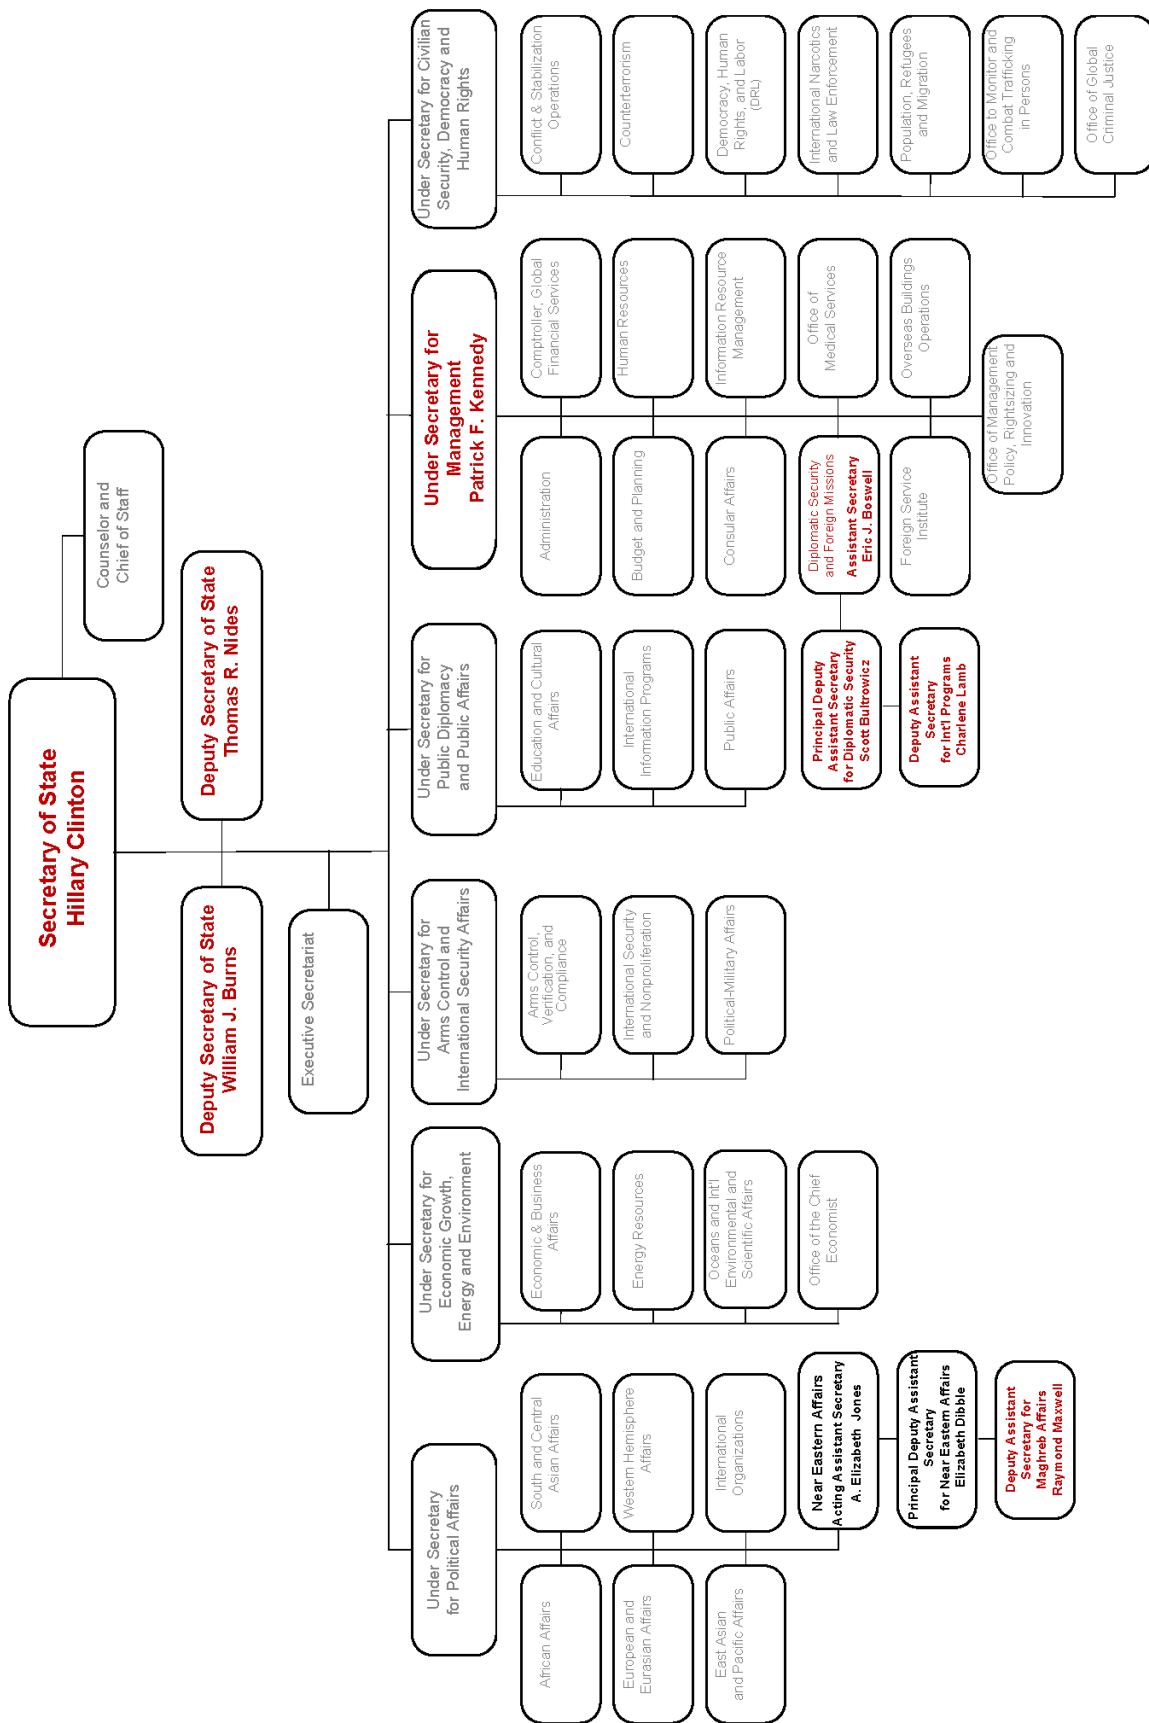 Secretary of State
Hillary Clinton
Counselor and
Chief of Staff
Deputy Secretary of State
William J. Burns
Deputy Secretary of State
Thomas R. Nides
Executive Secretariat
Under Secretary
for Political Affairs
Under Secretary for
Economic Growth,
Energy and Environment
Under Secretary for
Arms Control and
International Security Affairs
Under Secretary for
Public Diplomacy
and Public Affairs
Under Secretary for
Management
Patrick F. Kennedy
Under Secretary for Civilian
Security, Democracy and
Human Rights
African Affairs
South and Central
Asian Affairs
European and
Eurasian Affairs
Western Hemisphere
Affairs
East Asian
and Pacific Affairs
International
Organizations
Near Eastern Affairs
Acting Assistant Secretary
A. Elizabeth Jones
Principal Deputy Assistant
Secretary
for Near Eastern Affairs
Elizabeth Dibble
Deputy Assistant
Secretary for
Maghreb Affairs
Raymond Maxwell
Economic & Business
Affairs
Energy Resources
Oceans and Int'l
Environmental and
Scientific Affairs
Office of the Chief
Economist
Arms Control,
Verification, and
Compliance
International Security
and Nonproliferation
Political-Military Affairs
Education and Cultural
Affairs
International
Information Programs
Public Affairs
Principal Deputy
Assistant Secretary
for Diplomatic Security
Scott Bultrowicz
Deputy Assistant
Secretary
for Int'l Programs
Charlene Lamb
Administration
Comptroller, Global
Financial Services
Budget and Planning
Human Resources
Consular Affairs
Information Resource
Management
Diplomatic Security
and Foreign Missions
Assistant Secretary
Eric J. Boswell
Office of
Medical Services
Foreign Service
Institute
Overseas Buildings
Operations
Office of Management
Policy, Rightsizing and
Innovation
Conflict & Stabilization
Operations
Counterterrorism
Democracy, Human
Rights, and Labor
(DRL)
International Narcotics
and Law Enforcement
Population, Refugees
and Migration
Office to Monitor and
Combat Trafficking
in Persons
Office of Global
Criminal Justice